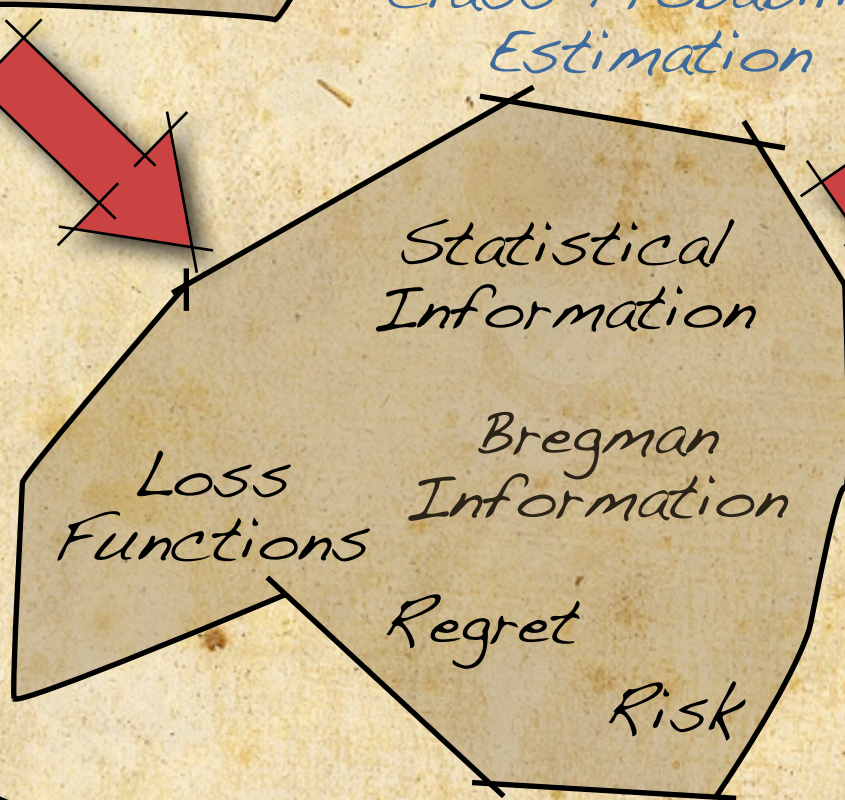 Estimation
Statistical
Information
Bregman
Information
Loss
Functions
Regret
Risk